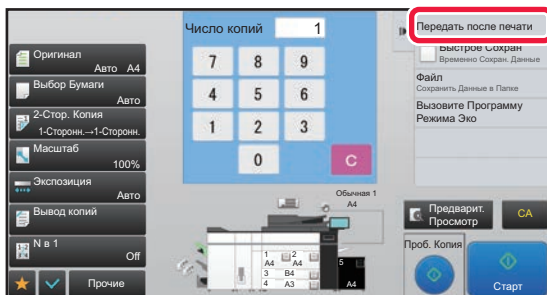 Число копий 1
Передать после печати
Быстрое Сохран
Временно Сохран. Данные
Файл
Сохранить Данные в Папке
Вызовите Программу
Режима Эко
Оригинал
Авто A4
Выбор Бумаги
Авто
2-Стор. Копия
1-Сторонн.→1-Сторонн.
Масштаб
100%
Экспозиция
Авто
Вывод копий
N в 1
Off
Прочие
7 8 9
4 5 6
1 2 3
0 C
Обычная 1
A4
1 A4 2 A4
3 B4
4 A3
5 A4
Предварит.
Просмотр
CA
Проб. Копия
Старт